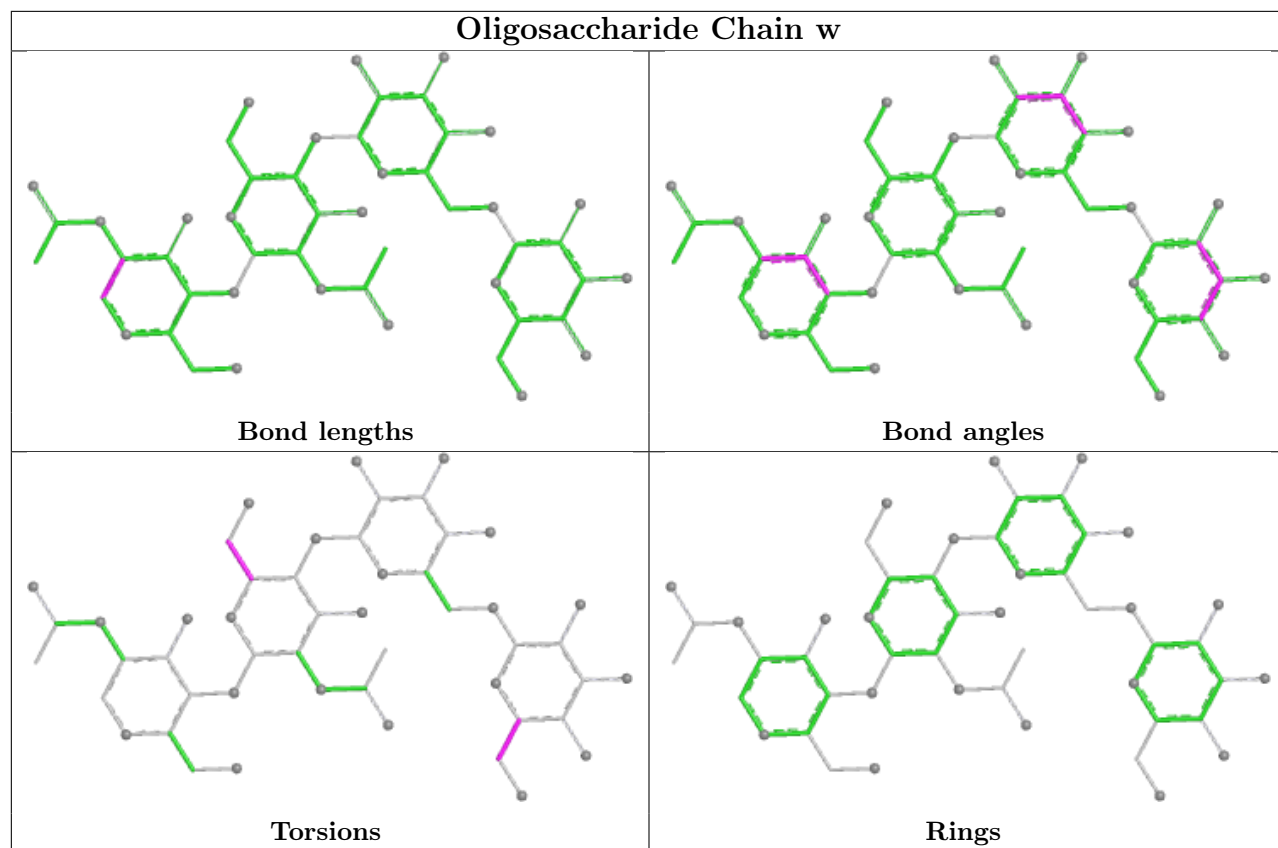 Oligosaccharide Chain w
Bond lengths
Bond angles
Torsions
Rings